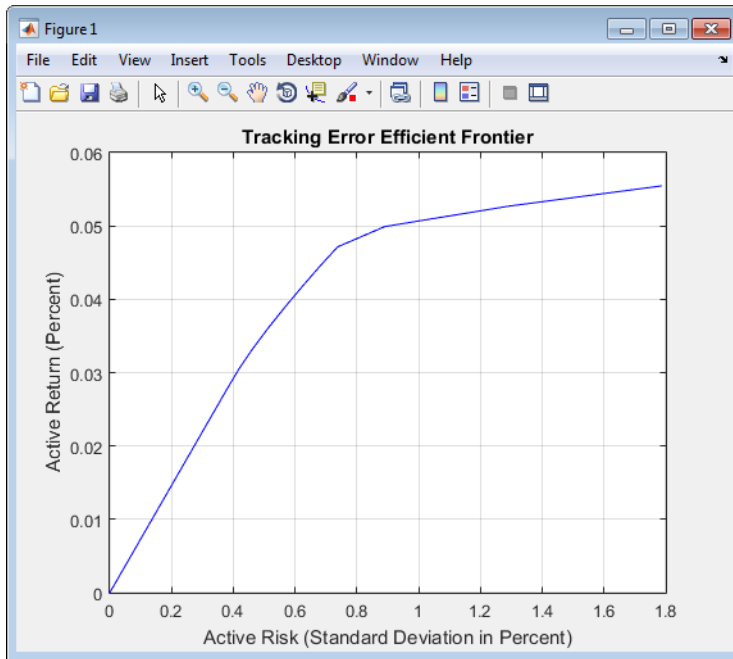 Figure 1
File Edit View Insert Tools Desktop Window Help
Tracking Error Efficient Frontier
0.06
0.05
0.04
0.03
0.02
0.01
0
Active Return (Percent)
0 0.2 0.4 0.6 0.8 1 1.2 1.4 1.6 1.8
Active Risk (Standard Deviation in Percent)